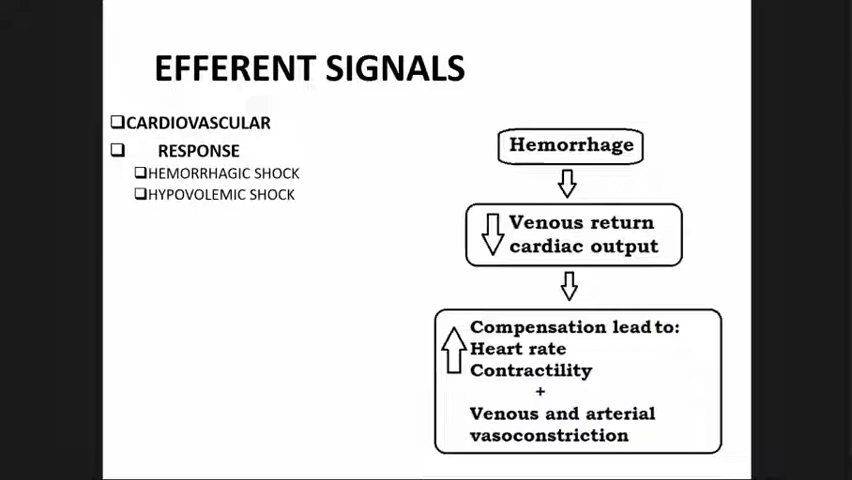 EFFERENT SIGNALS
CARDIOVASCULAR
RESPONSE
HEMORRHAGIC SHOCK
HYPOVOLEMIC SHOCK
Hemorrhage
Venous return
cardiac output
Compensation lead to:
Heart rate
Contractility
+
Venous and arterial
vasoconstriction